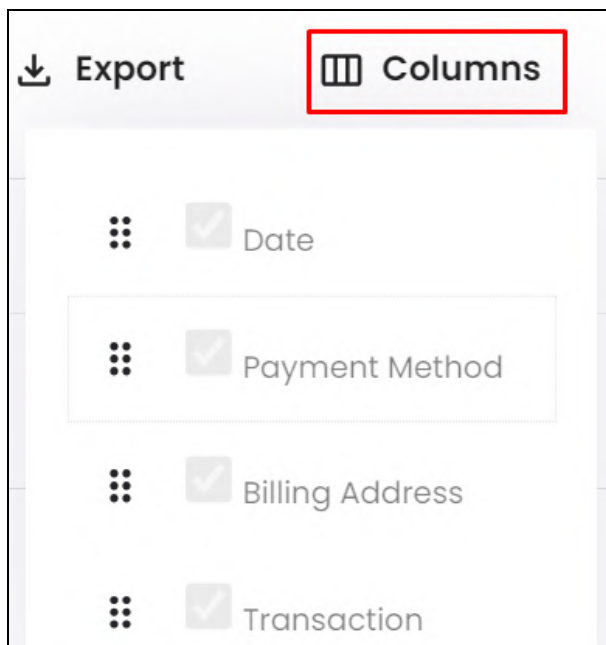 Export Columns
Date
Payment Method
Billing Address
Transaction